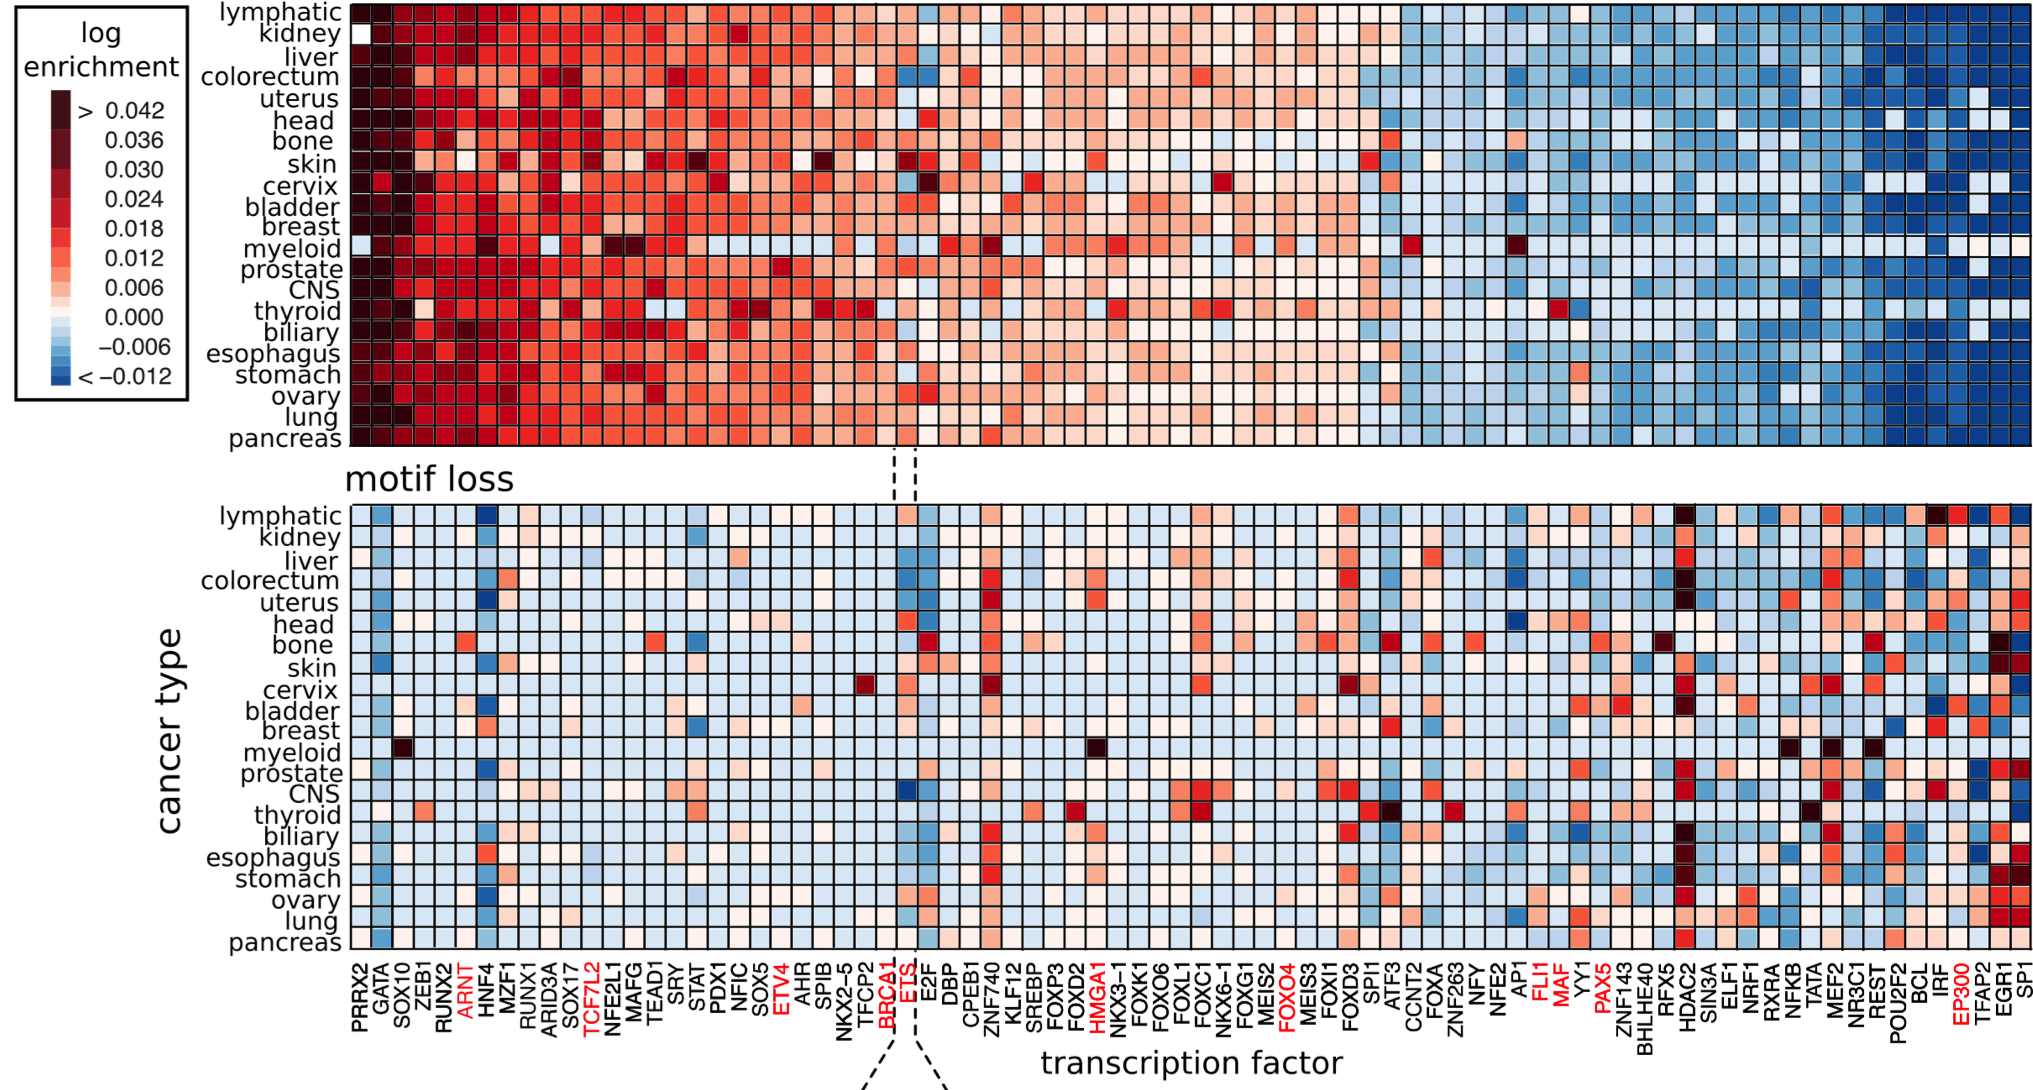 log
enrichment
> 0.042
0.036
0.030
0.024
0.018
0.012
0.006
0.000
−0.006
< −0.012
lymphatic
kidney
liver
colorectum
uterus
head
bone
skin
cervix
bladder
breast
myeloid
prostate
CNS
thyroid
biliary
esophagus
stomach
ovary
lung
pancreas
motif loss
cancer type
lymphatic
kidney
liver
colorectum
uterus
head
bone
skin
cervix
bladder
breast
myeloid
prostate
CNS
thyroid
biliary
esophagus
stomach
ovary
lung
pancreas
PRRX2
GATA
SOX10
ZEB1
RUNX2
ARNT
HNF4
MZF1
RUNX1
ARID3A
SOX17
TCF7L2
NFE2L1
MAFG
TEAD1
SRY
STAT
PDX1
NFIC
SOX5
ETV4
AHR
SPIB
NKX2−5
TFCP2
BRCA1
ETS
E2F
DBP
CPEB1
ZNF740
KLF12
SREBP
FOXP3
FOXD2
HMGA1
NKX3−1
FOXK1
FOXO6
FOXL1
FOXC1
NKX6−1
FOXG1
MEIS2
FOXO4
MEIS3
FOXI1
FOXD3
SPI1
ATF3
CCNT2
FOXA
ZNF263
NFY
NFE2
AP1
FLI1
MAF
YY1
PAX5
ZNF143
BHLHE40
RFX5
HDAC2
SIN3A
ELF1
NRF1
RXRA
NFKB
TATA
MEF2
NR3C1
REST
POU2F2
BCL
IRF
EP300
TFAP2
EGR1
SP1
transcription factor